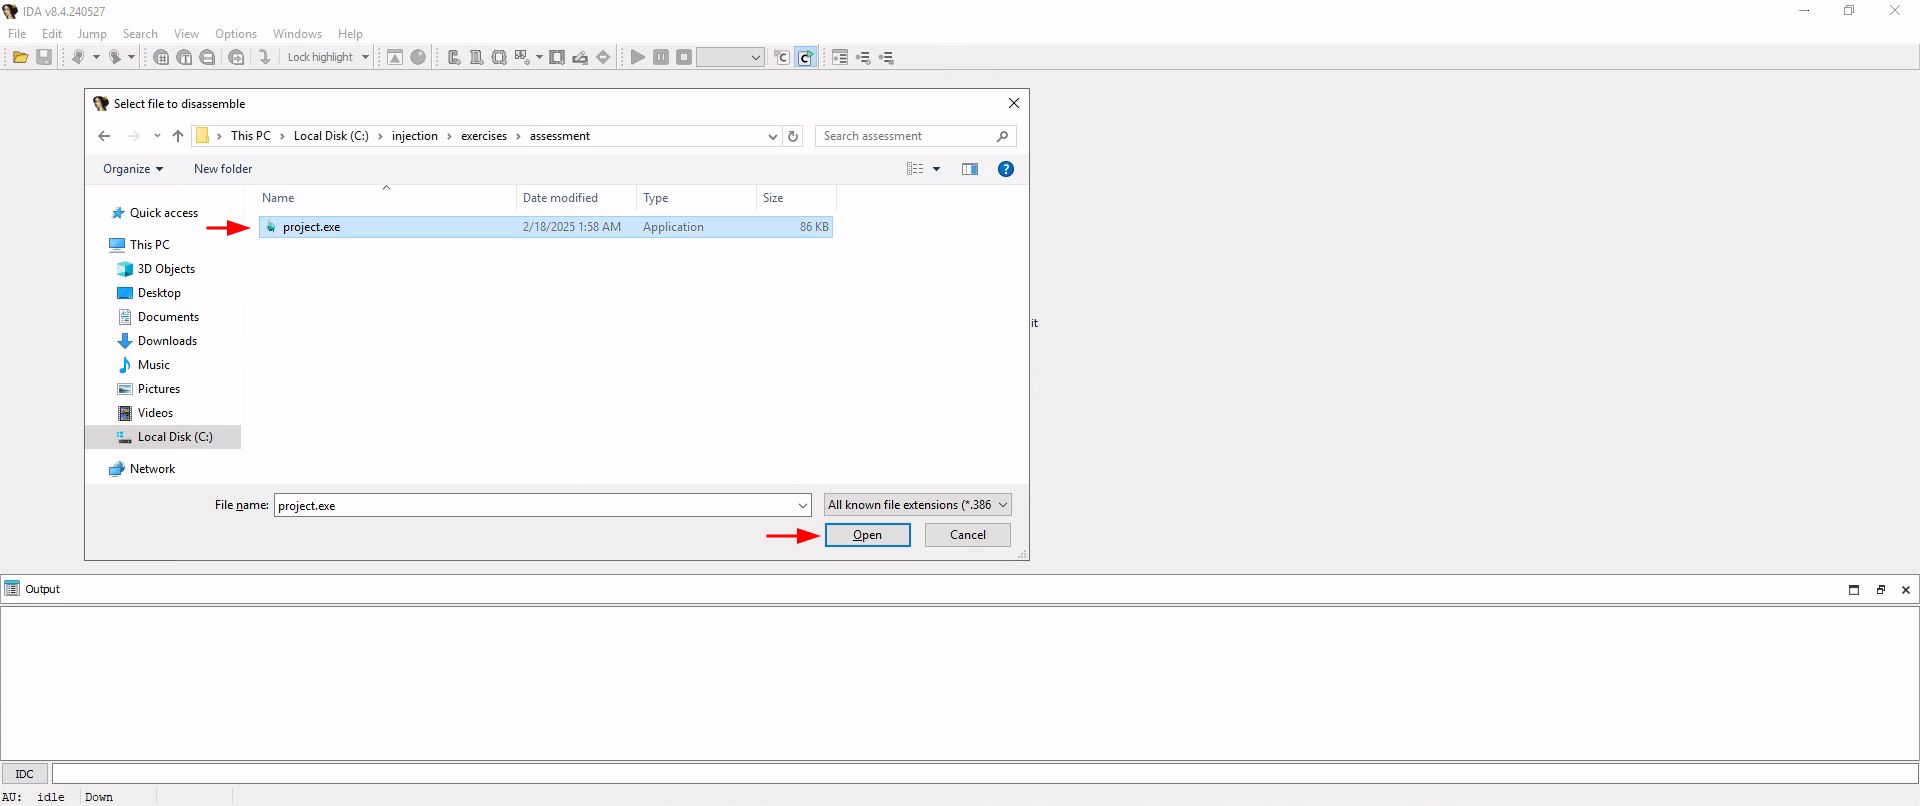 IDA v8.4.240527
File Edit Jump Search View Options Windows Help
Lock highlight
Select file to disassemble
This PC › Local Disk (C:) › injection › exercises › assessment
Search assessment
Organize New folder
Name Date modified Type Size
project.exe 2/18/2025 1:58 AM Application 86 KB
Quick access
This PC
3D Objects
Desktop
Documents
Downloads
Music
Pictures
Videos
Local Disk (C:)
Network
it
File name: project.exe All known file extensions (*.386
Open Cancel
Output
IDC
AU: idle Down